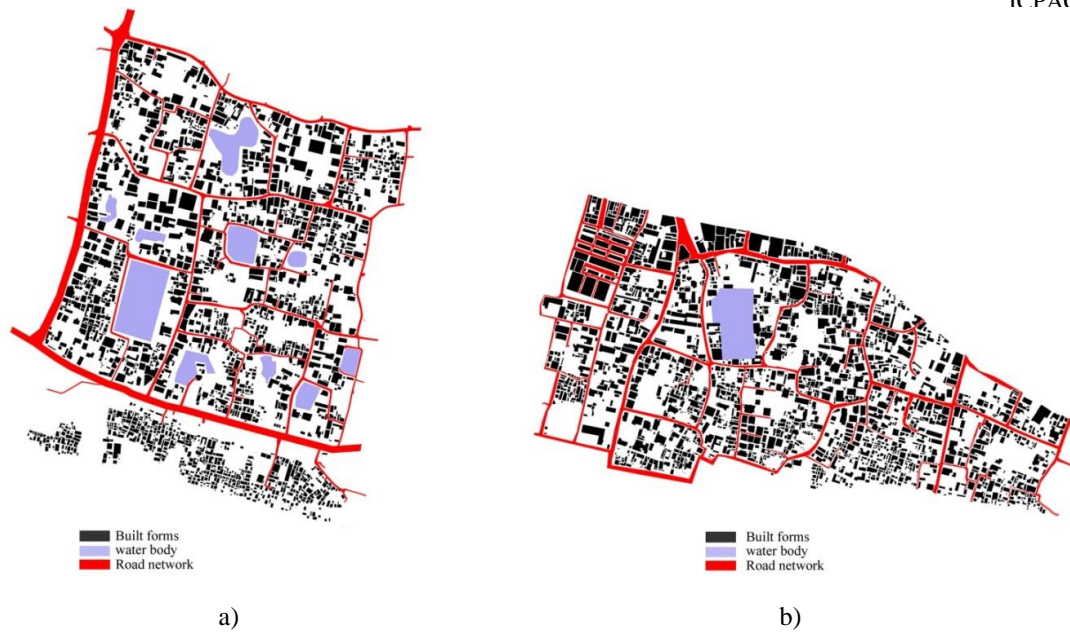 Built forms
water body
Road network
Built forms
water body
Road network
a)
b)